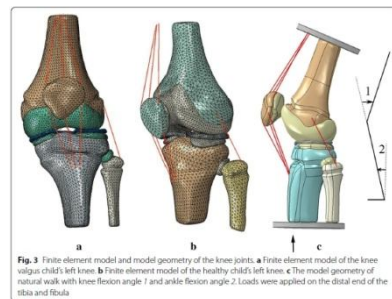 1
2
a
b
c
Fig. 3 Finite element model and model geometry of the knee joints. a Finite element model of the knee
valgus child's left knee. b Finite element model of the healthy child's left knee. c The model geometry of
natural walk with knee flexion angle 1 and ankle flexion angle 2. Loads were applied on the distal end of the
tibia and fibula